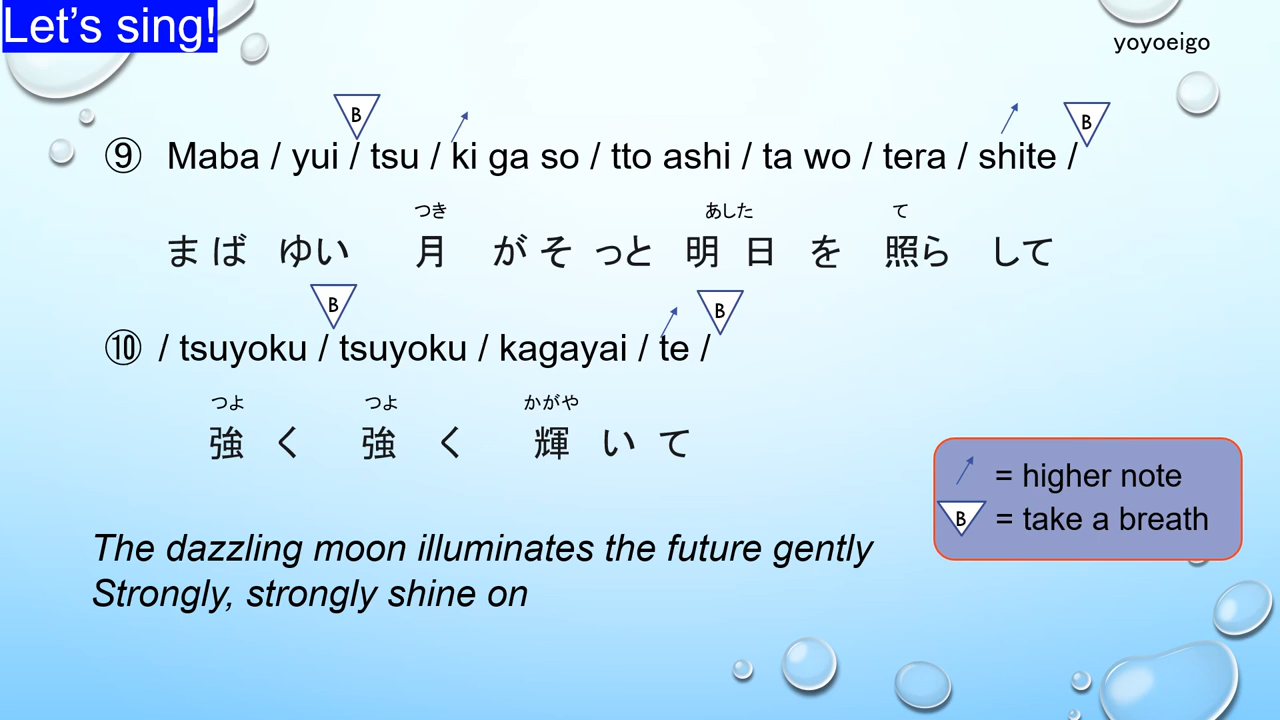 Let’s sing!
yoyoeigo
B
B
⑨ Maba / yui / tsu / ki ga so / tto ashi / ta wo / tera / shite /
つき あした て
まば ゆい 月 がそ っと 明日 を 照ら して
B
B
⑩ / tsuyoku / tsuyoku / kagayai / te /
つよ つよ かがや
強く 強く 輝いて
= higher note
B = take a breath
The dazzling moon illuminates the future gently
Strongly, strongly shine on